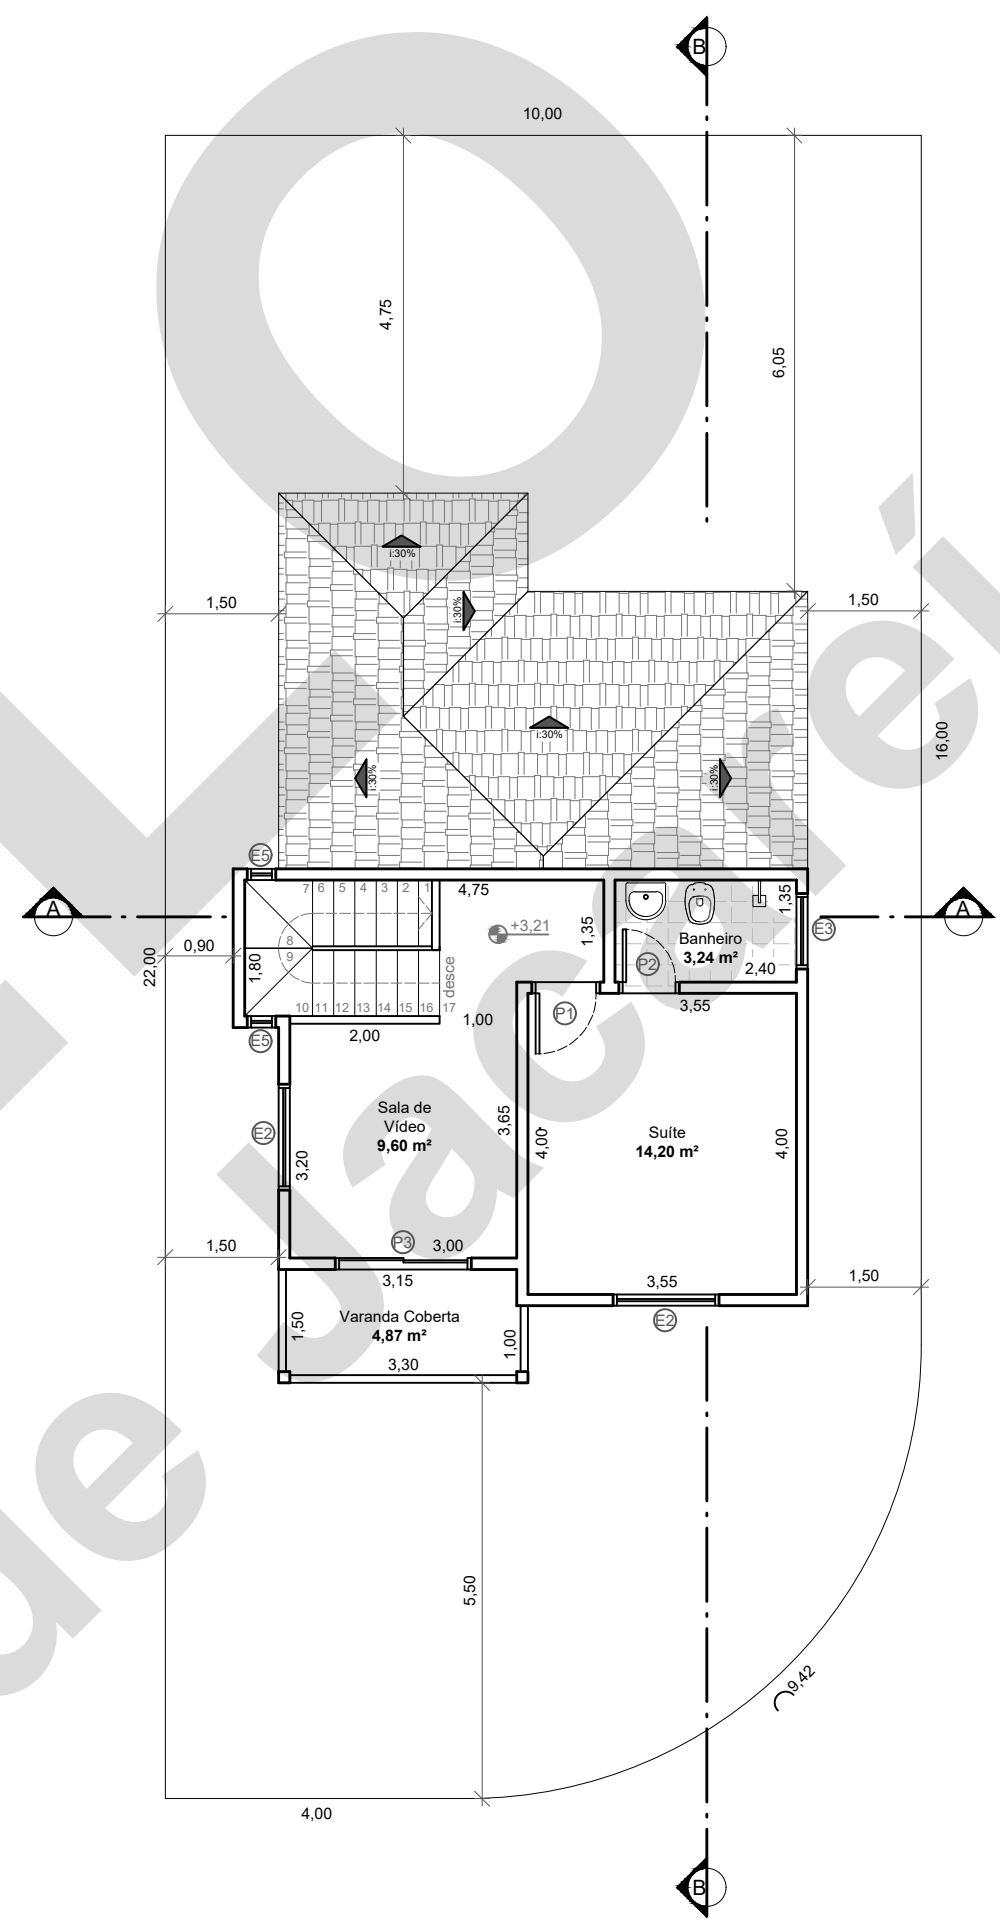 B
10,00
4,75
6,05
i:30%
1,50
i:30%
1,50
i:30%
16,00
i:30%
i:30%
E5
A
7 6 5 4 3 2 1
4,75
+3,21
1,35
1,35
A
E3
Banheiro
3,24 m²
2,40
P2
22,00
0,90
8
9
1,80
desce
10 11 12 13 14 15 16 17
1,00
P1
3,55
E5
2,00
Sala de
Vídeo
9,60 m²
3,65
4,00
Suíte
14,20 m²
4,00
E2
3,20
1,50
P3
3,00
3,15
3,55
1,50
Varanda Coberta
4,87 m²
1,50
1,00
3,30
E2
5,50
9,42
4,00
B
de Jacareí